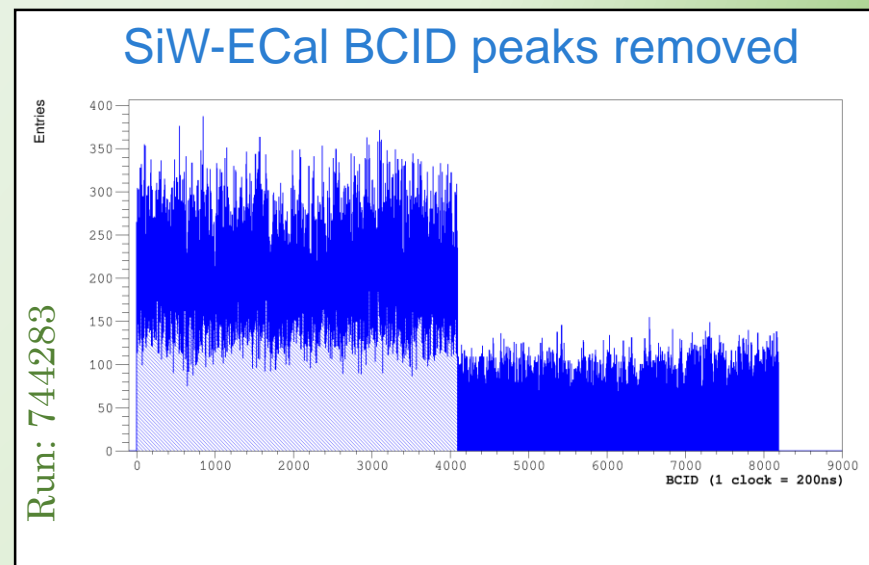 SiW-ECal BCID peaks removed
Entries
400
350
300
250
200
150
100
50
0
0 1000 2000 3000 4000 5000 6000 7000 8000 9000
BCID (1 clock = 200ns)
Run: 744283